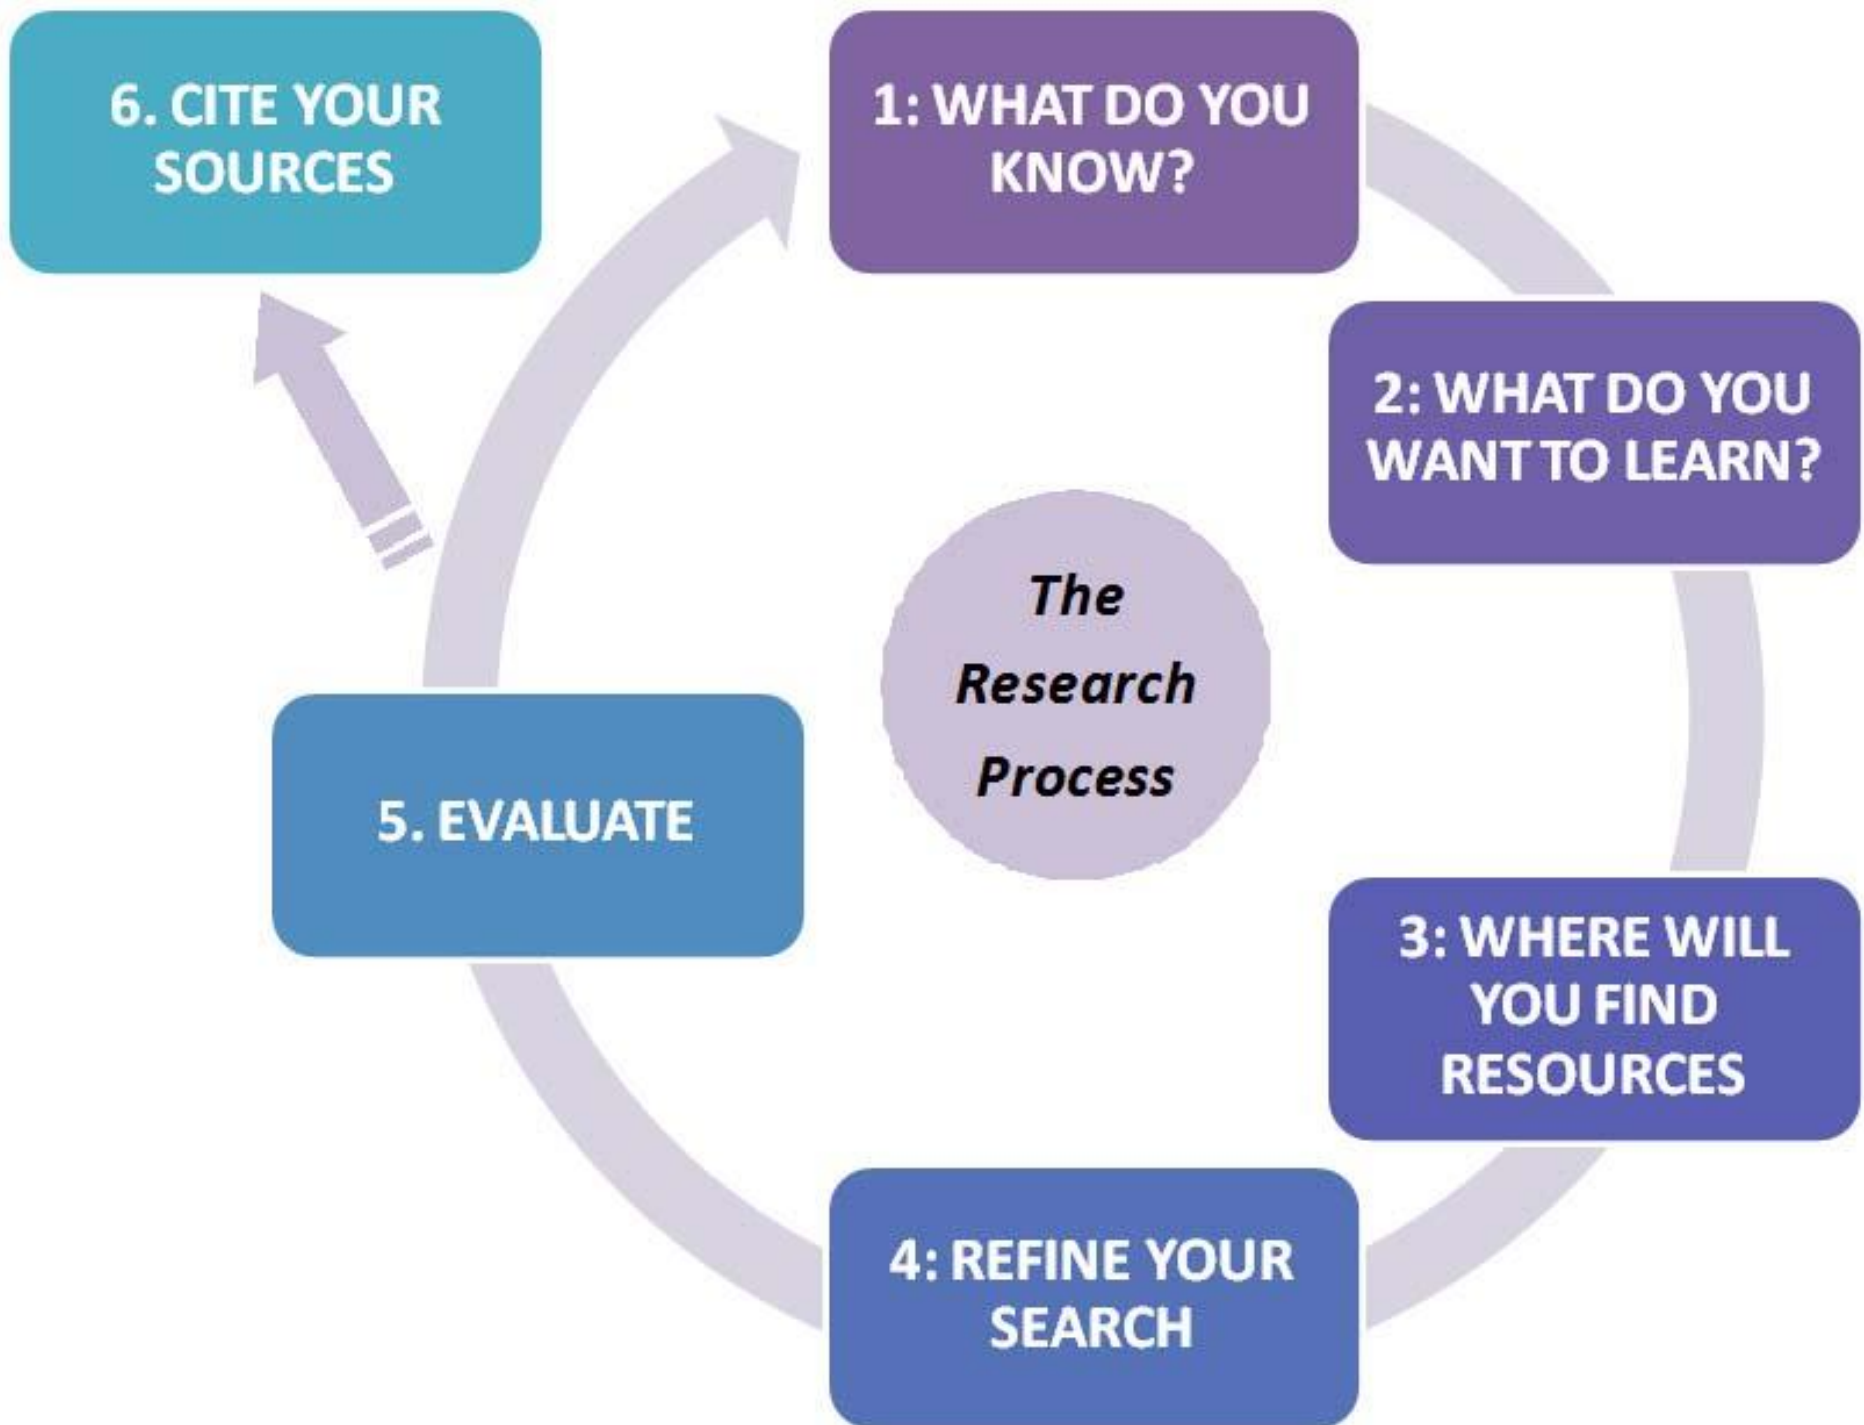 1: WHAT DO YOU
KNOW?
2: WHAT DO YOU
WANT TO LEARN?
3: WHERE WILL
YOU FIND
RESOURCES
4: REFINE YOUR
SEARCH
5. EVALUATE
6. CITE YOUR
SOURCES
The
Research
Process